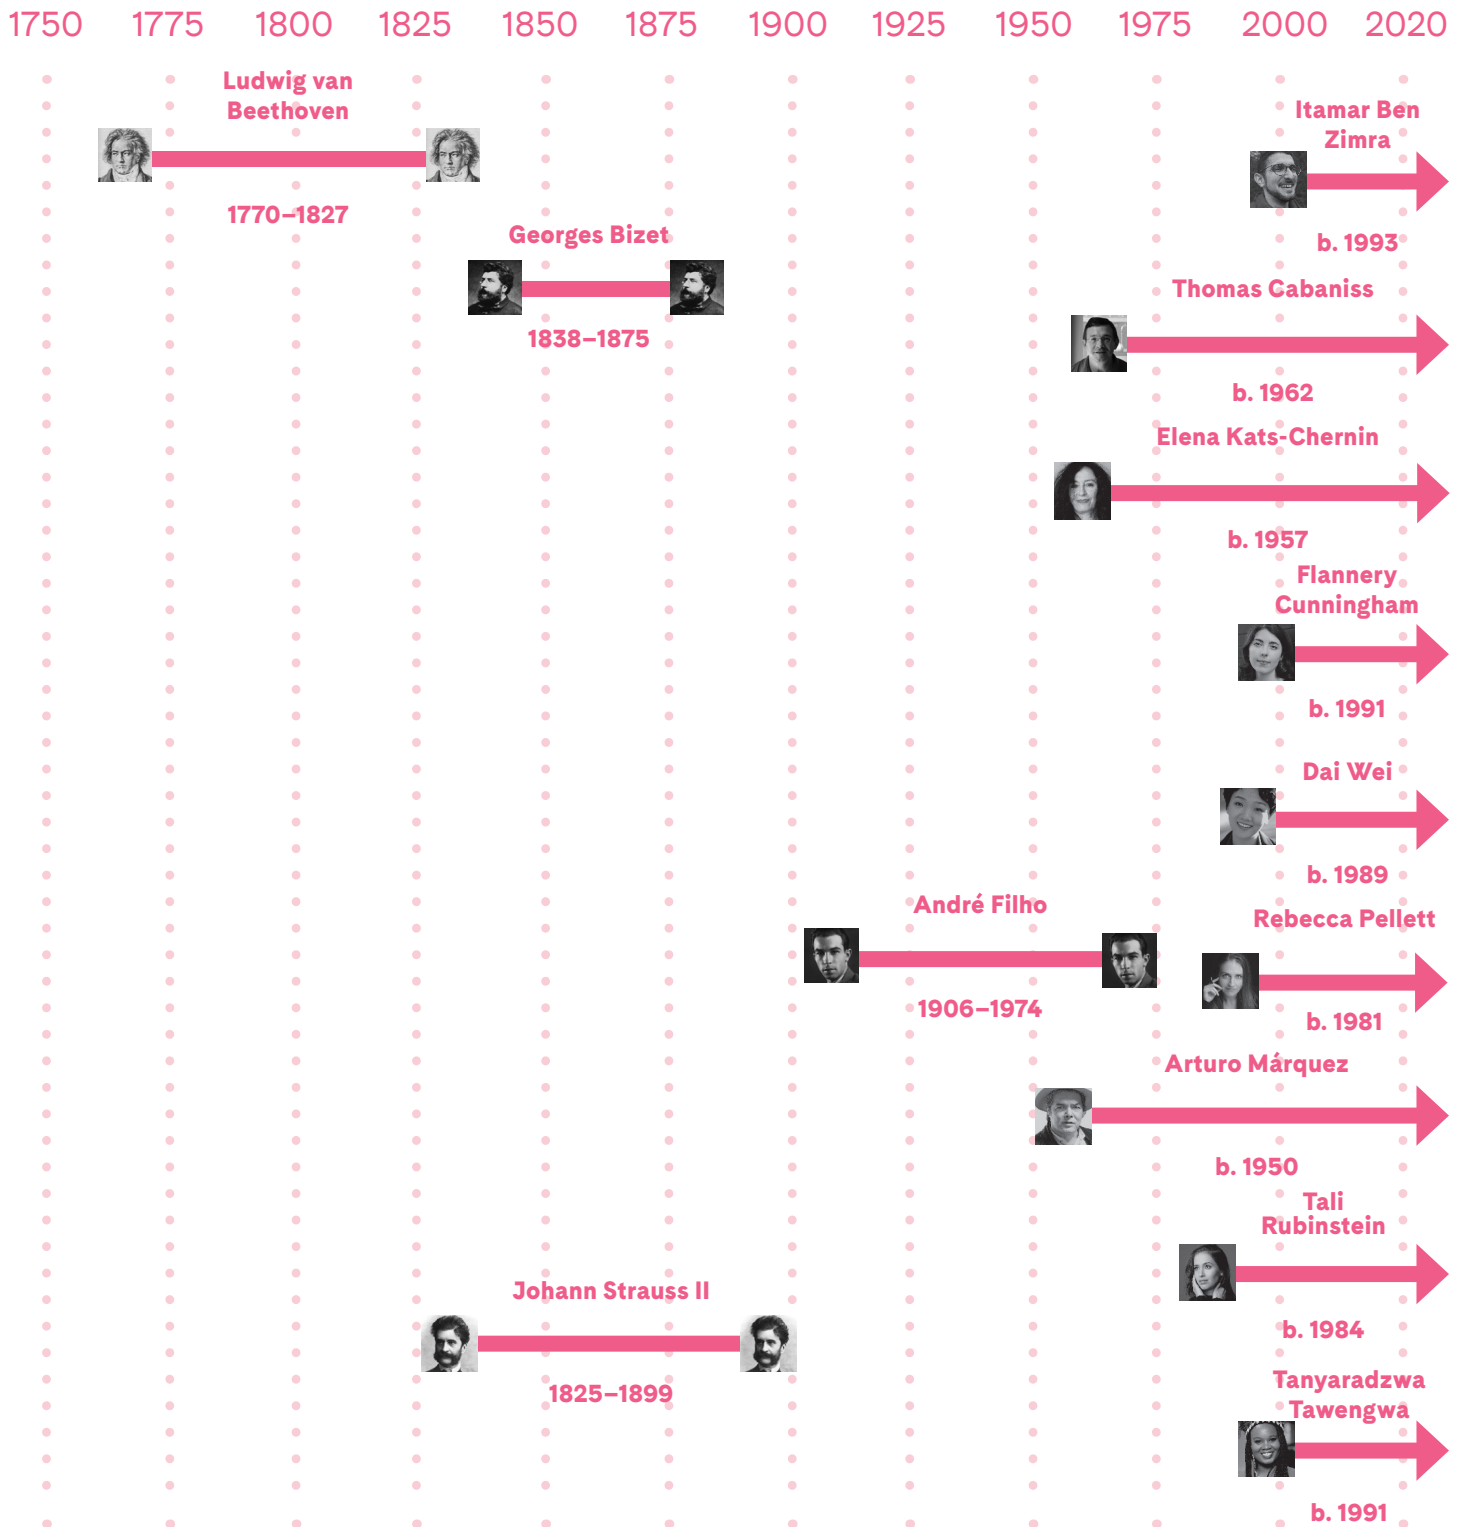 1750 1775 1800 1825 1850 1875 1900 1925 1950 1975 2000 2020
Ludwig van
Beethoven
1770–1827
Itamar Ben
Zimra
b. 1993
Georges Bizet
1838–1875
Thomas Cabaniss
b. 1962
Elena Kats-Chernin
b. 1957
Flannery
Cunningham
b. 1991
Dai Wei
b. 1989
André Filho
1906–1974
Rebecca Pellett
b. 1981
Arturo Márquez
b. 1950
Tali
Rubinstein
b. 1984
Johann Strauss II
1825–1899
Tanyaradzwa
Tawengwa
b. 1991